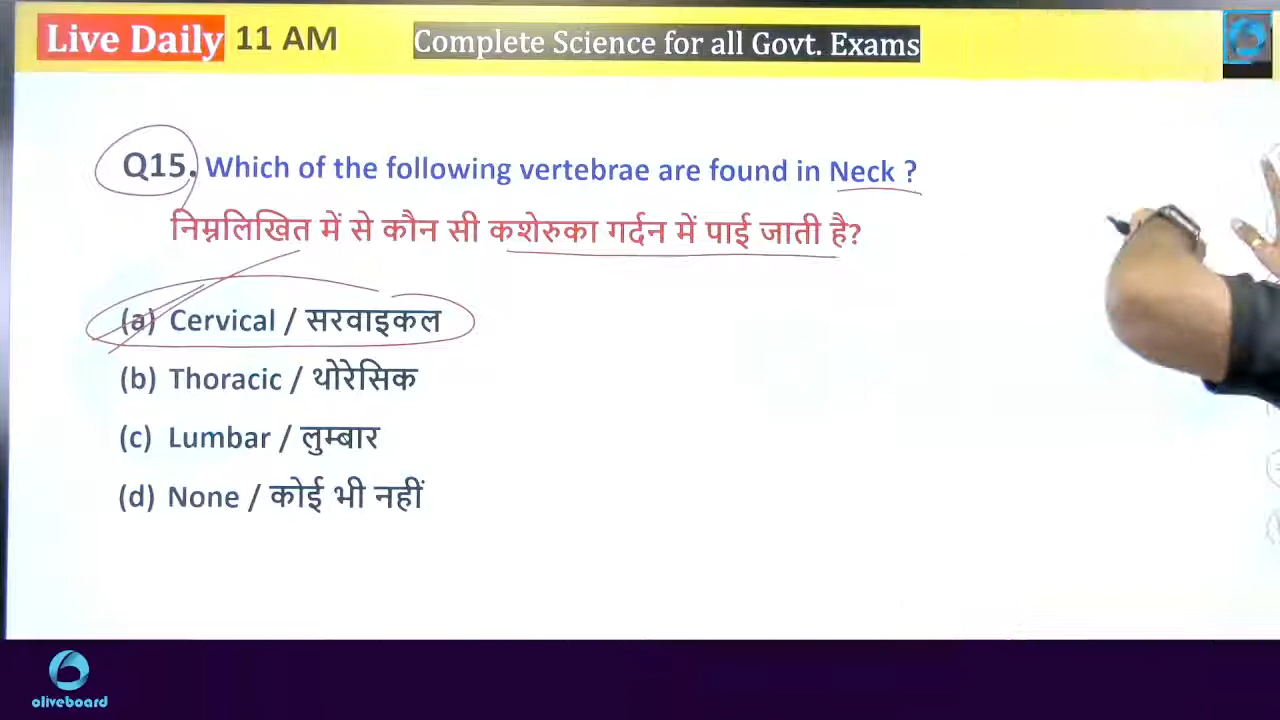 Live Daily 11 AM
Complete Science for all Govt. Exams
Q15. Which of the following vertebrae are found in Neck ?
निम्नलिखित में से कौन सी कशेरुका गर्दन में पाई जाती है?
(a) Cervical / सरवाइकल
(b) Thoracic / थोरेसिक
(c) Lumbar / लुम्बार
(d) None / कोई भी नहीं
oliveboard